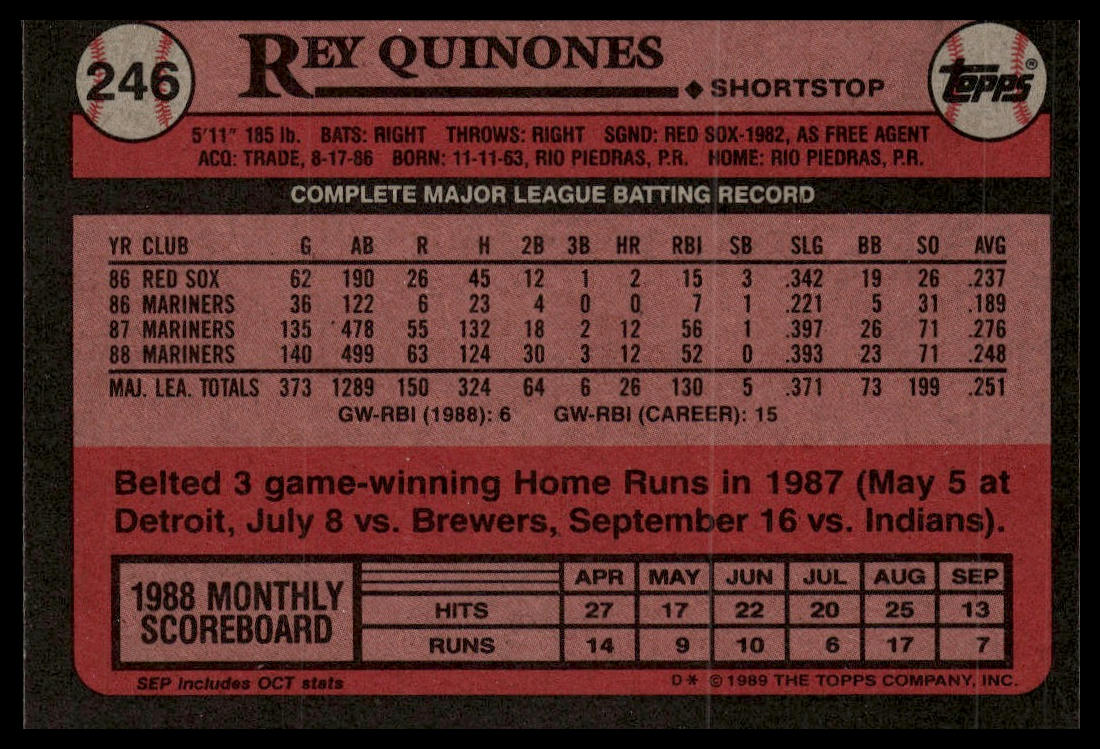 246
REY QUINONES
◆ SHORTSTOP
TOPPS®
5'11" 185 lb. BATS: RIGHT THROWS: RIGHT SGND: RED SOX-1982, AS FREE AGENT
ACQ: TRADE, 8-17-86 BORN: 11-11-63, RIO PIEDRAS, P.R. HOME: RIO PIEDRAS, P.R.
COMPLETE MAJOR LEAGUE BATTING RECORD
YR CLUB G AB R H 2B 3B HR RBI SB SLG BB SO AVG
86 RED SOX 62 190 26 45 12 1 2 15 3 .342 19 26 .237
86 MARINERS 36 122 6 23 4 0 0 7 1 .221 5 31 .189
87 MARINERS 135 478 55 132 18 2 12 56 1 .397 26 71 .276
88 MARINERS 140 499 63 124 30 3 12 52 0 .393 23 71 .248
MAJ. LEA. TOTALS 373 1289 150 324 64 6 26 130 5 .371 73 199 .251
GW-RBI (1988): 6 GW-RBI (CAREER): 15
Belted 3 game-winning Home Runs in 1987 (May 5 at
Detroit, July 8 vs. Brewers, September 16 vs. Indians).
1988 MONTHLY
SCOREBOARD
APR MAY JUN JUL AUG SEP
HITS 27 17 22 20 25 13
RUNS 14 9 10 6 17 7
SEP includes OCT stats
D* © 1989 THE TOPPS COMPANY, INC.